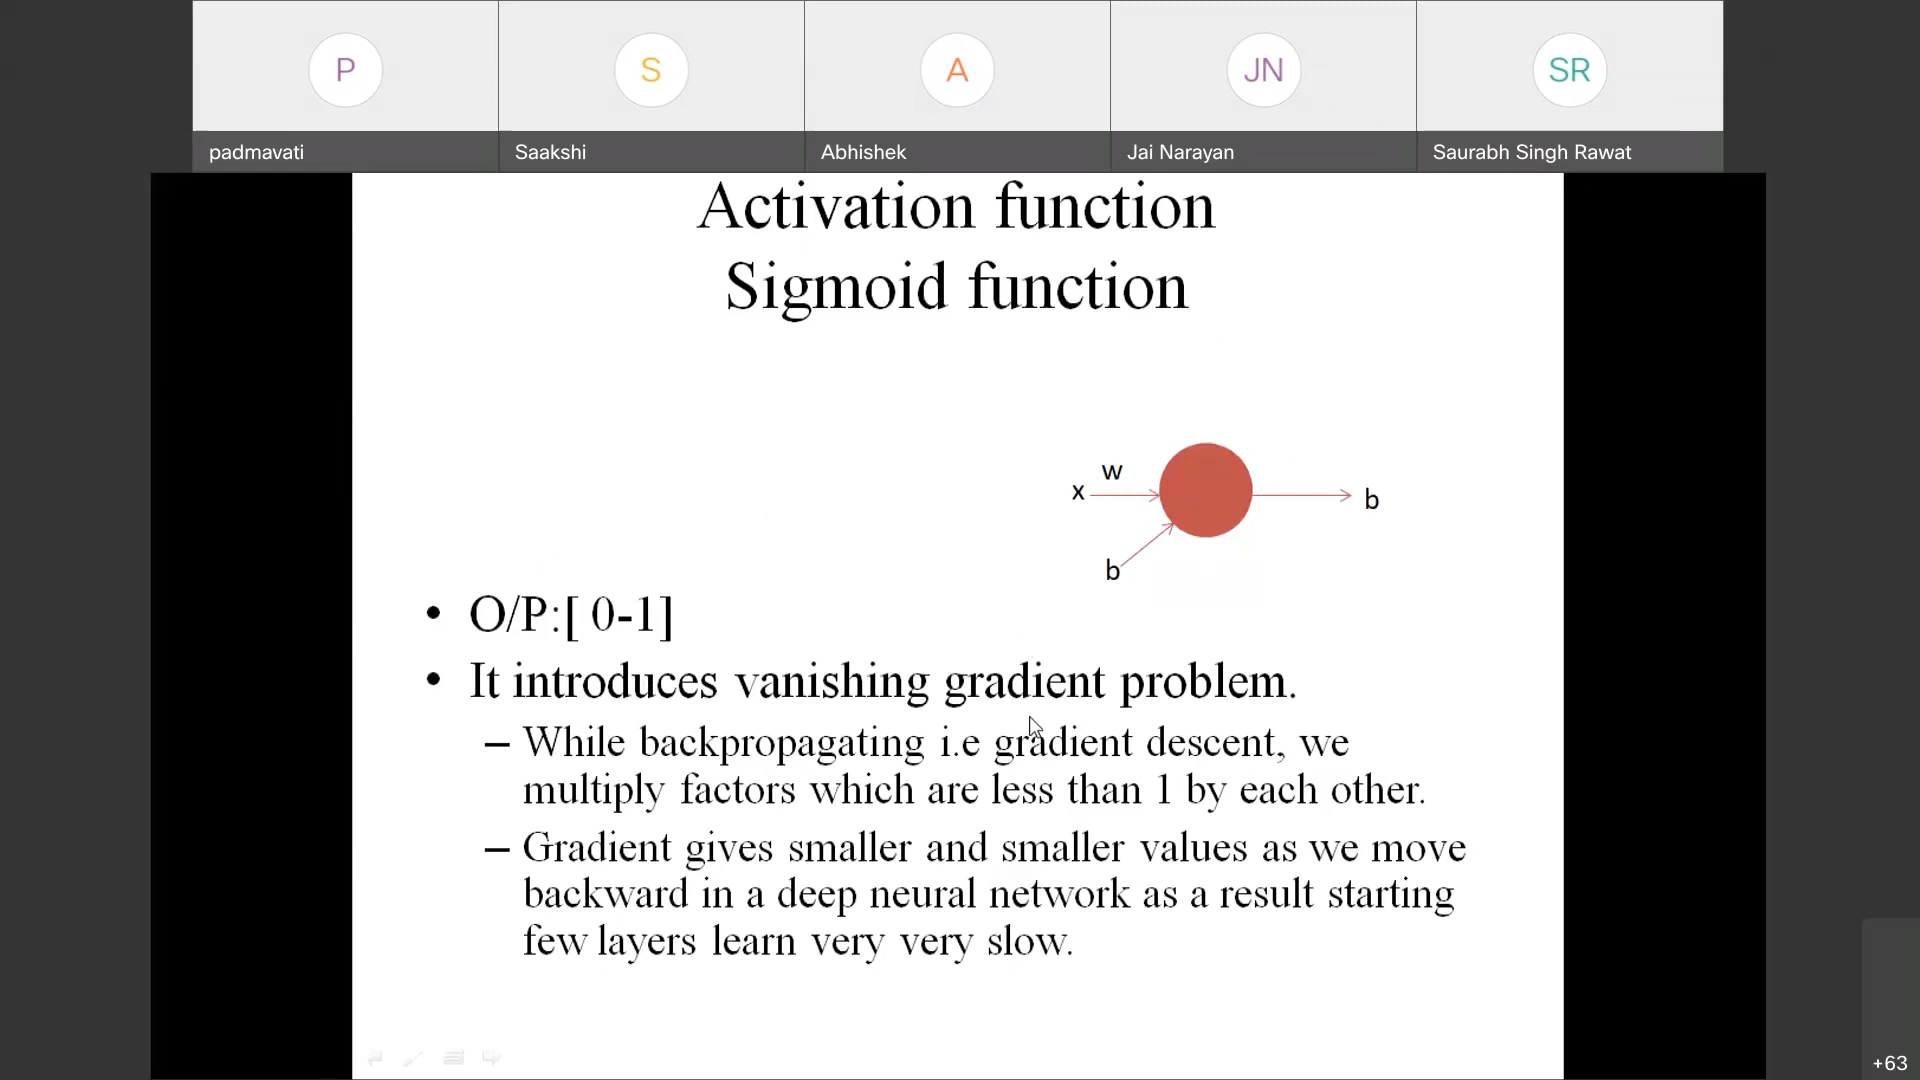 P
S
A
JN
SR
padmavati
Saakshi
Abhishek
Jai Narayan
Saurabh Singh Rawat
Activation function
Sigmoid function
w
x
b
b
• O/P:[ 0-1]
• It introduces vanishing gradient problem.
– While backpropagating i.e gradient descent, we
multiply factors which are less than 1 by each other.
– Gradient gives smaller and smaller values as we move
backward in a deep neural network as a result starting
few layers learn very very slow.
+63